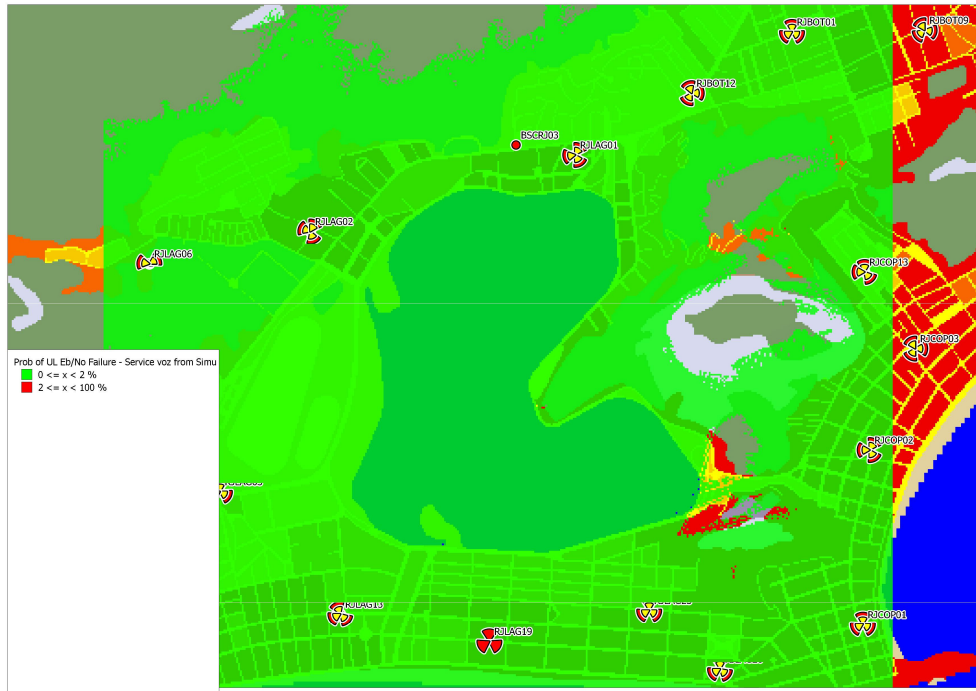 RJBOT01
RJBOT09
RJBOT12
BSCRJ03
RJLAG01
RJLAG02
RJLAG06
RJCOP13
RJCOP03
Prob of UL Eb/No Failure - Service voz from Simu
0 <= x < 2 %
2 <= x < 100 %
RJCOP02
RJLAG13
RJCOP01
RJLAG19